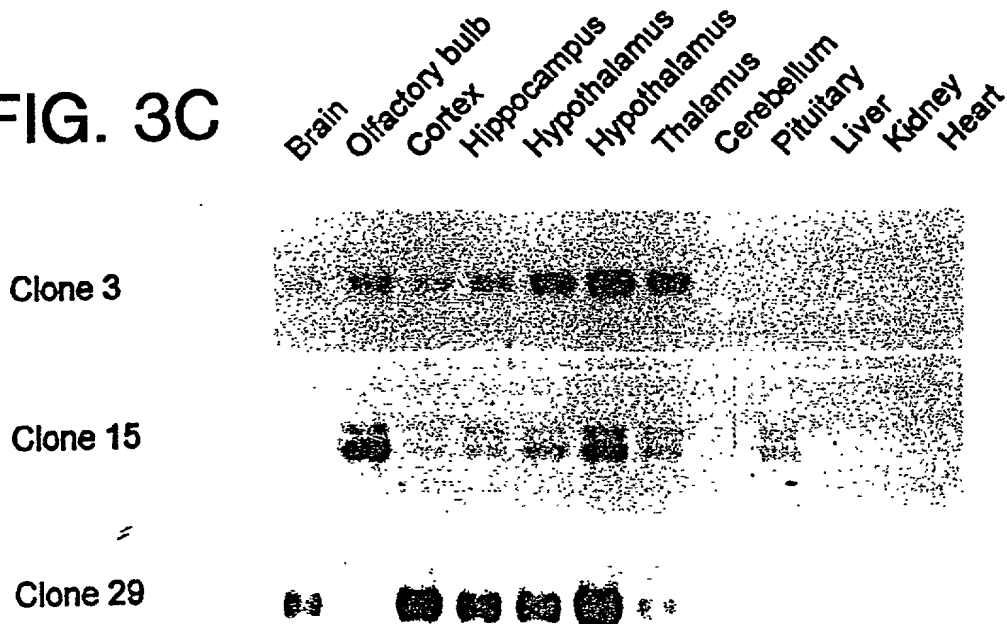 FIG. 3C
Brain
Olfactory bulb
Cortex
Hippocampus
Hypothalamus
Hypothalamus
Thalamus
Cerebellum
Pituitary
Liver
Kidney
Heart
Clone 3
Clone 15
Clone 29